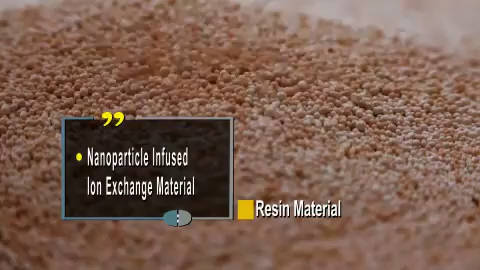 Nanoparticle Infused
Ion Exchange Material
Resin Material